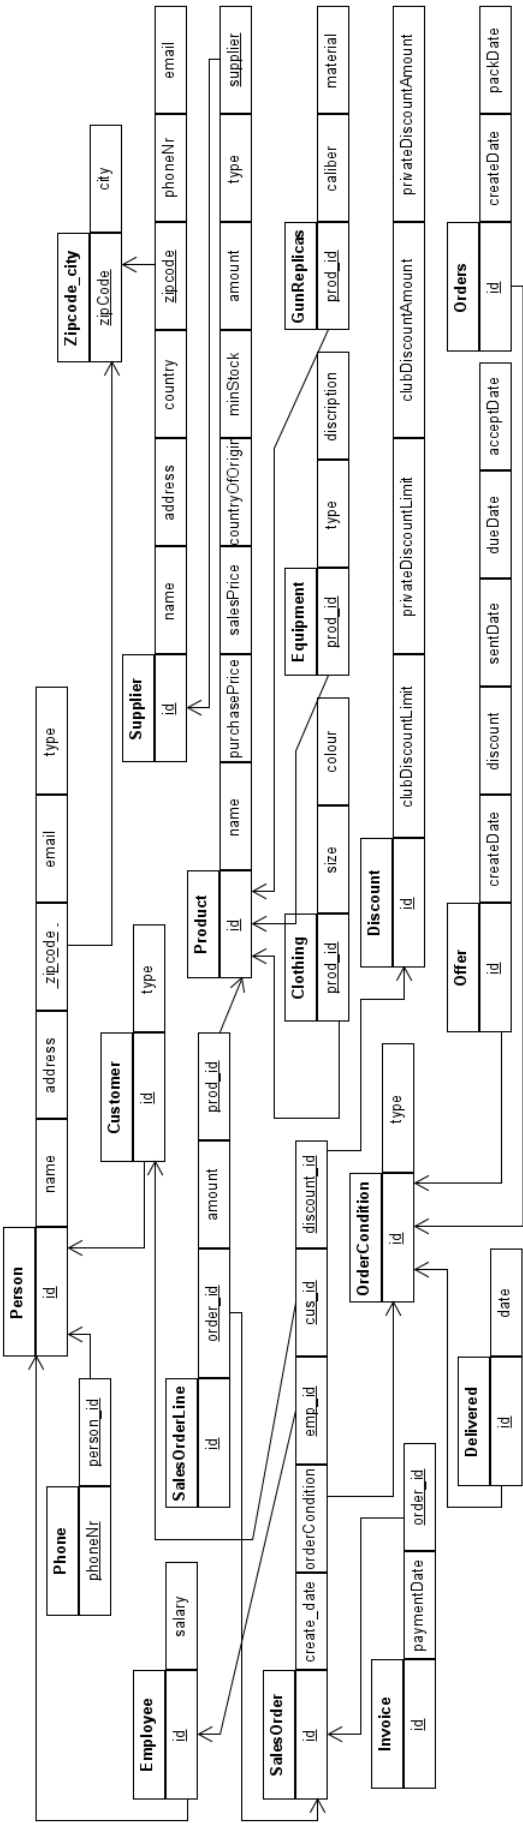 Person
id name address zipcode email type
Zipcode_city
zipCode city
Phone
phoneNr person_id
Customer
id type
Supplier
id name address country zipcode phoneNr email
Employee
id salary
SalesOrderLine
id order_id amount prod_id
Product
id name purchasePrice salesPrice countryOfOrigin minStock amount type supplier
SalesOrder
id create_date orderCondition emp_id cus_id discount_id
Clothing
prod_id size colour
Equipment
prod_id type discription
GunReplicas
prod_id caliber material
OrderCondition
id type
Discount
id clubDiscountLimit privateDiscountLimit clubDiscountAmount privateDiscountAmount
Invoice
id paymentDate order_id
Delivered
id date
Offer
id createDate discount sentDate dueDate acceptDate
Orders
id createDate packDate